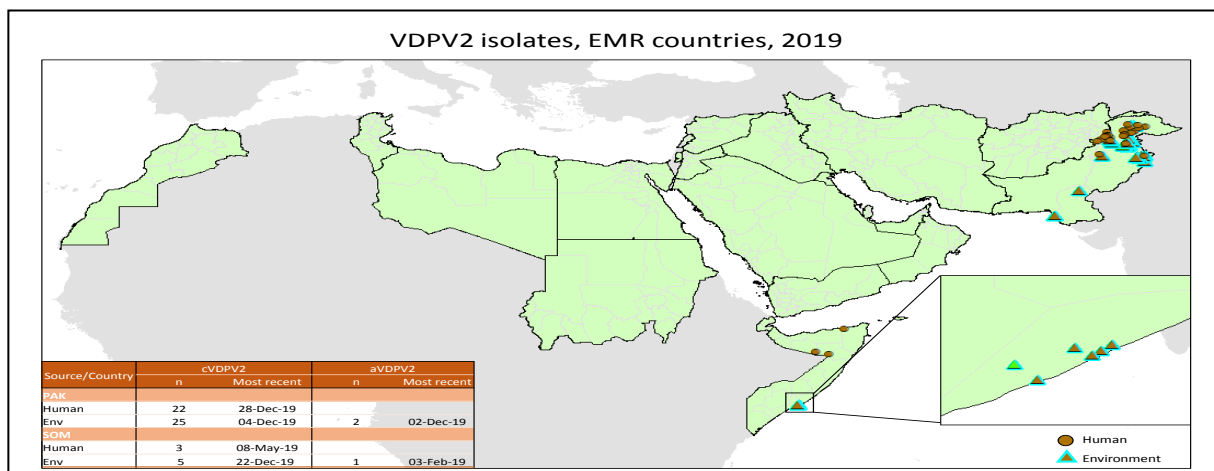 VDPV2 isolates, EMR countries, 2019
Source/Country cVDPV2 aVDPV2
n Most recent n Most recent
PAK
Human 22 28-Dec-19
Env 25 04-Dec-19 2 02-Dec-19
SOM
Human 3 08-May-19
Env 5 22-Dec-19 1 03-Feb-19
Human
Environment